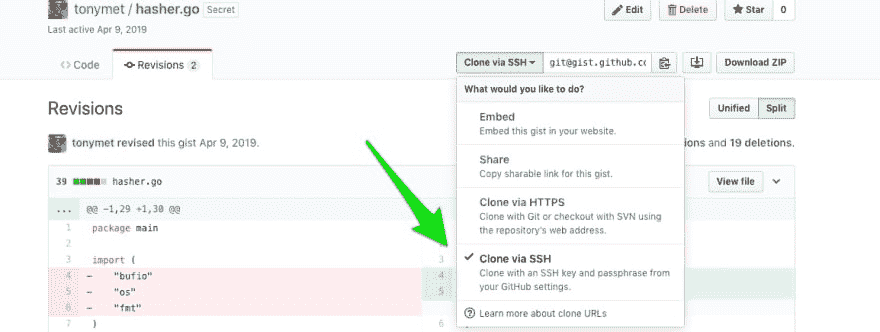 tonymet / hasher.go Secret
Edit Delete Star 0
Last active Apr 9, 2019
Code Revisions 2
Clone via SSH git@gist.github.cc Download ZIP
What would you like to do?
Embed
Embed this gist in your website.
Share
Copy sharable link for this gist.
Clone via HTTPS
Clone with Git or checkout with SVN using
the repository's web address.
Clone via SSH
Clone with an SSH key and passphrase from
your GitHub settings.
Learn more about clone URLs
Revisions
Unified Split
tonymet revised this gist Apr 9, 2019.
and 19 deletions.
39 hasher.go
View file
... @@ -1,29 +1,30 @@
1 package main
2
3 import (
4 - "bufio"
5 - "os"
6 - "fmt"
7 )
3
4
5
6